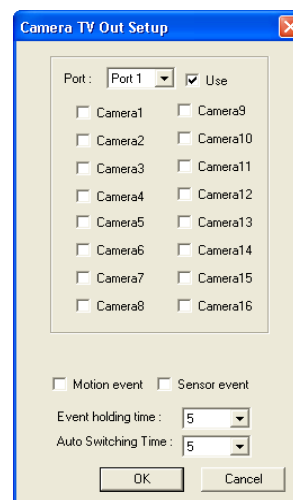 Camera TV Out Setup
Port : Port 1 Use
Camera1 Camera9
Camera2 Camera10
Camera3 Camera11
Camera4 Camera12
Camera5 Camera13
Camera6 Camera14
Camera7 Camera15
Camera8 Camera16
Motion event Sensor event
Event holding time : 5
Auto Switching Time : 5
OK Cancel